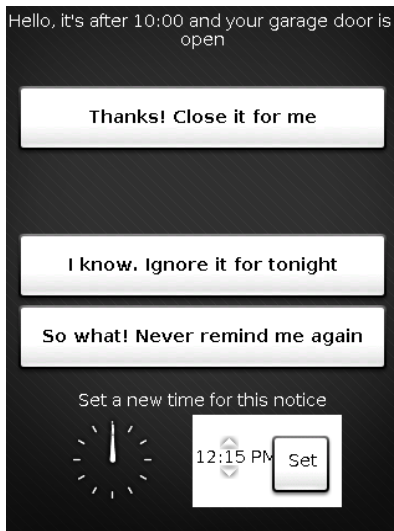 Hello, it's after 10:00 and your garage door is
open
Thanks! Close it for me
I know. Ignore it for tonight
So what! Never remind me again
Set a new time for this notice
12:15 PM
Set